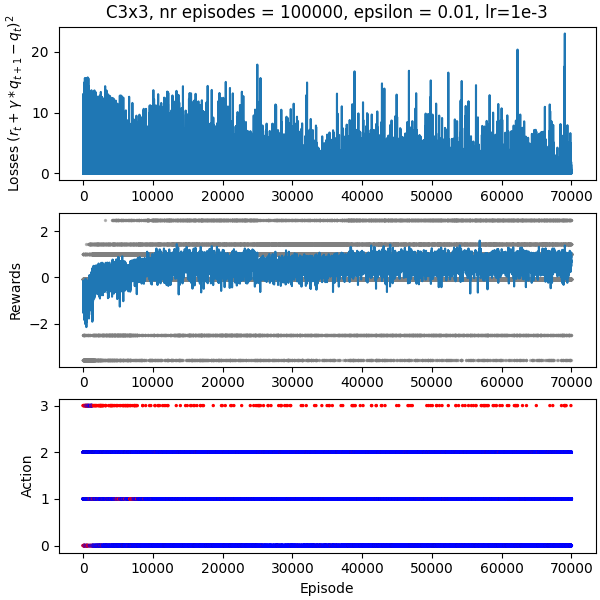 C3x3, nr episodes = 100000, epsilon = 0.01, lr=1e-3
Losses $(r_t + \gamma * q_{t+1} - q_t)^2$
20
10
0
0 10000 20000 30000 40000 50000 60000 70000
Rewards
2
0
−2
0 10000 20000 30000 40000 50000 60000 70000
Action
3
2
1
0
0 10000 20000 30000 40000 50000 60000 70000
Episode